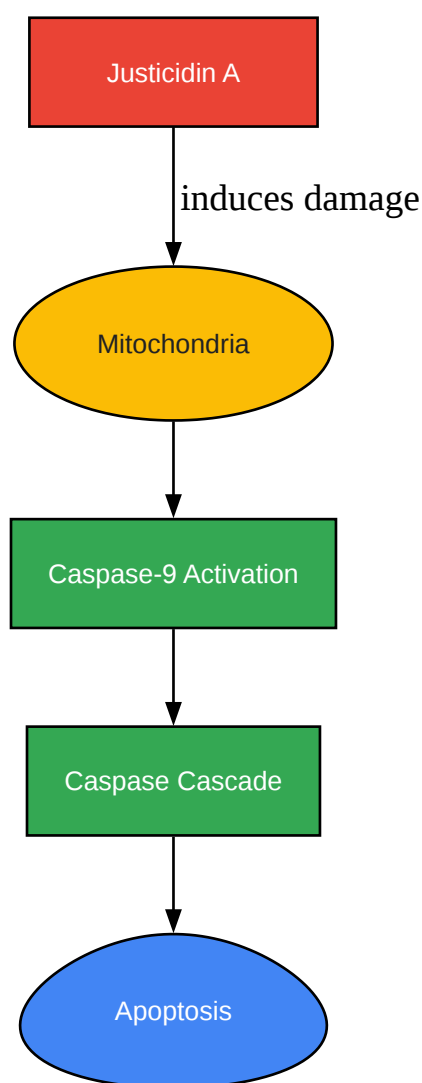 Justicidin A
induces damage
Mitochondria
Caspase-9 Activation
Caspase Cascade
Apoptosis